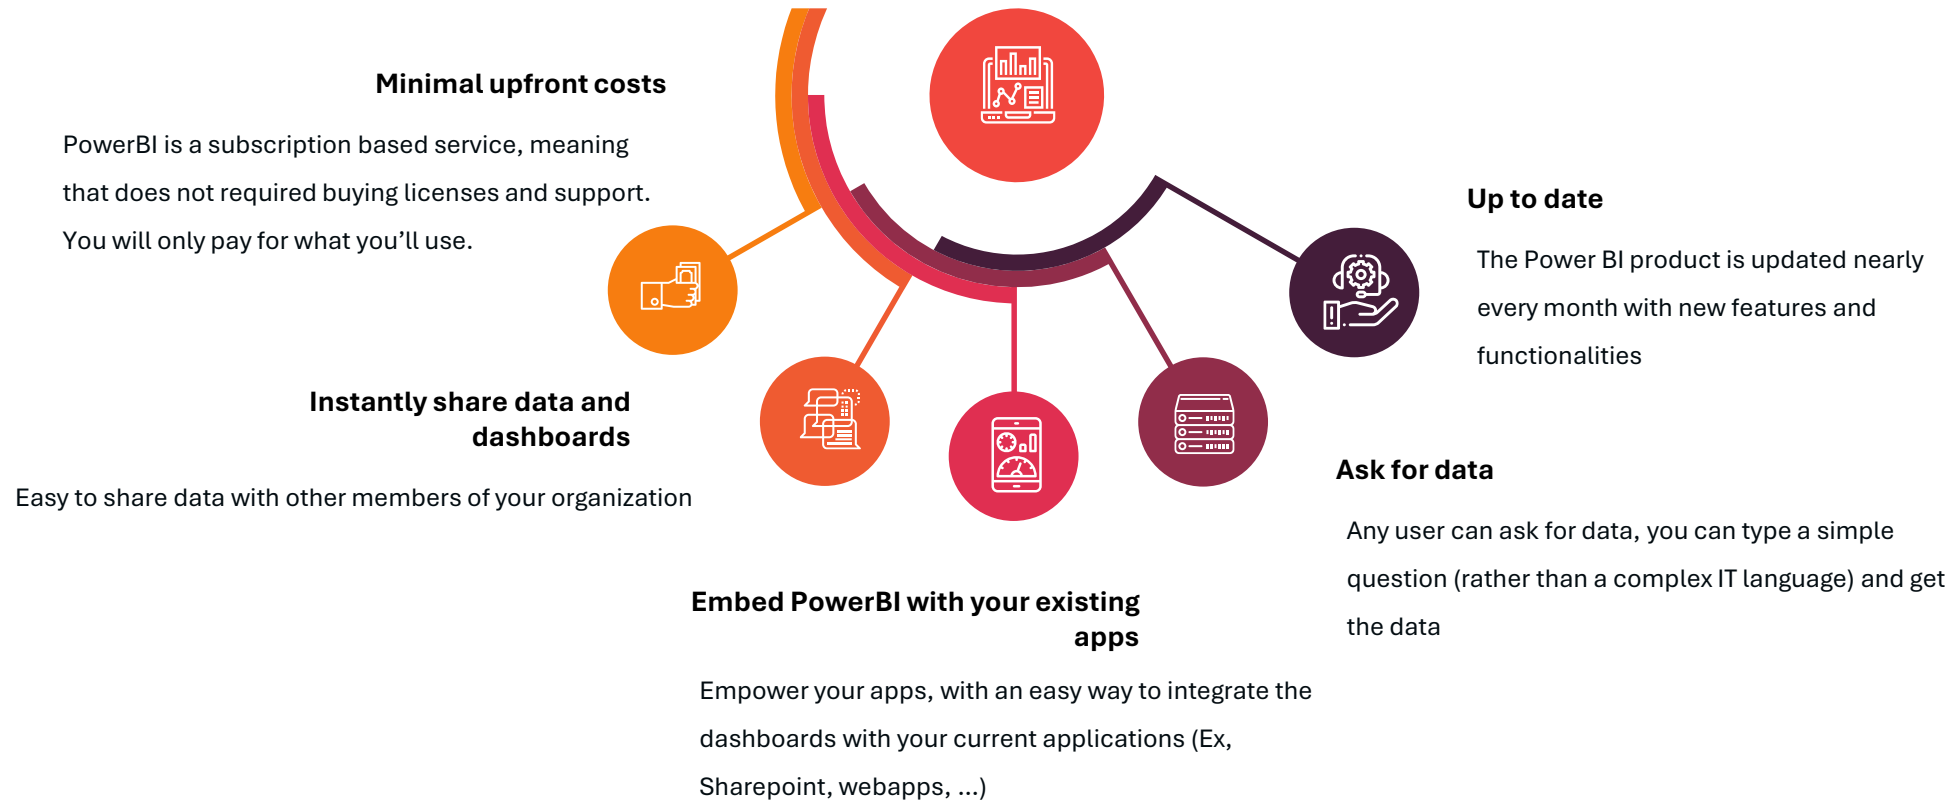 Minimal upfront costs
PowerBI is a subscription based service, meaning
that does not required buying licenses and support.
You will only pay for what you’ll use.
Instantly share data and
dashboards
Easy to share data with other members of your organization
Embed PowerBI with your existing
apps
Empower your apps, with an easy way to integrate the
dashboards with your current applications (Ex,
Sharepoint, webapps, ...)
Ask for data
Any user can ask for data, you can type a simple
question (rather than a complex IT language) and get
the data
Up to date
The Power BI product is updated nearly
every month with new features and
functionalities